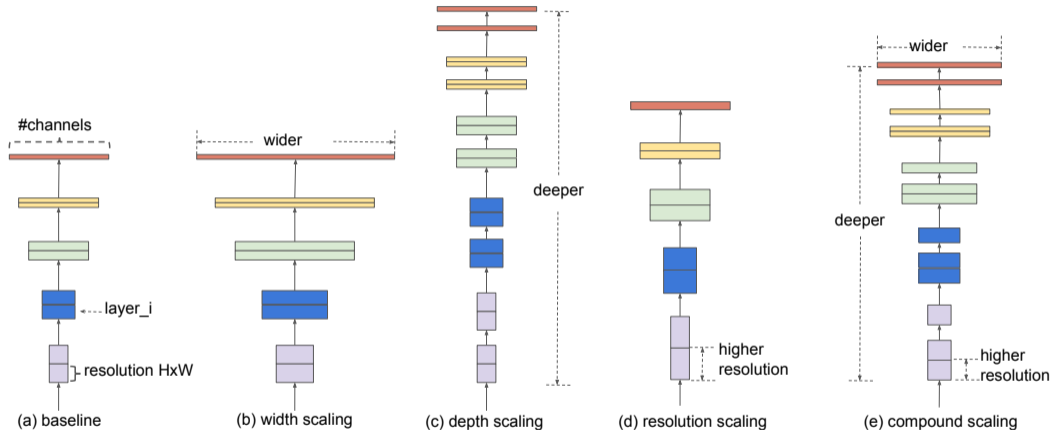 #channels
layer_i
resolution HxW
(a) baseline
wider
(b) width scaling
deeper
(c) depth scaling
higher
resolution
(d) resolution scaling
wider
deeper
higher
resolution
(e) compound scaling